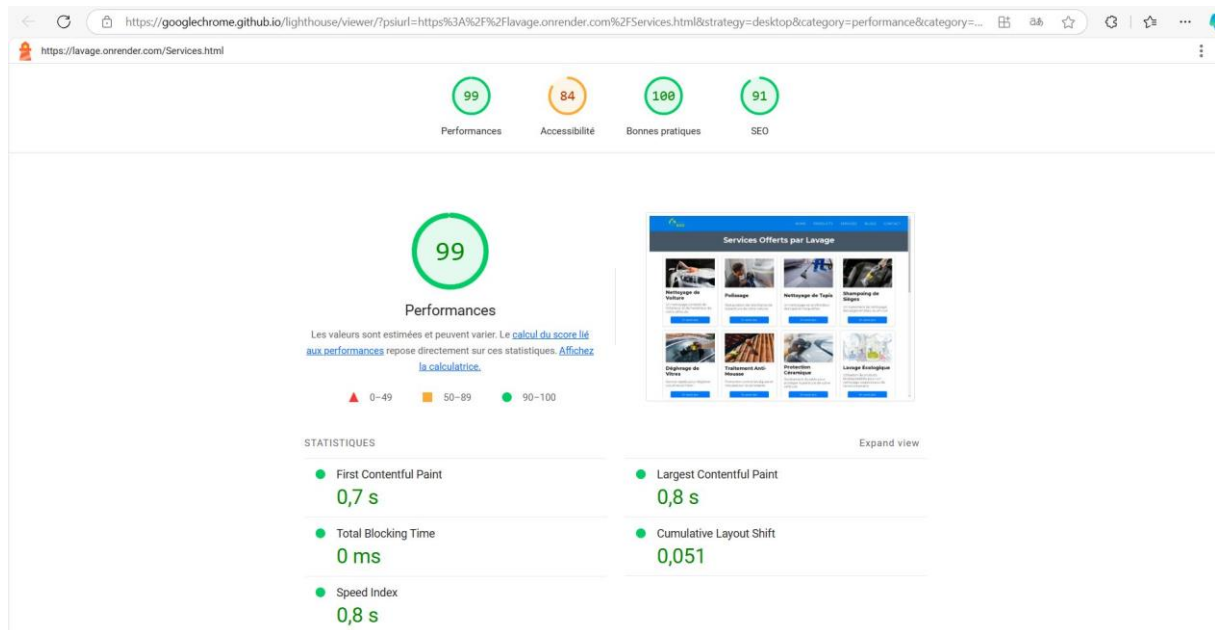 https://googlechrome.github.io/lighthouse/viewer/?psiurl=https%3A%2F%2Flavage.onrender.com%2FServices.html&strategy=desktop&category=performance&category=...
https://lavage.onrender.com/Services.html
99
84
100
91
Performances
Accessibilité
Bonnes pratiques
SEO
99
Performances
Les valeurs sont estimées et peuvent varier. Le calcul du score lié
aux performances repose directement sur ces statistiques. Affichez
la calculatrice.
0–49
50–89
90–100
Services Offerts par Lavage
Nettoyage de
Voiture
Polissage
Nettoyage de Tapis
Shampoing de
Sièges
Dégivrage de
Vitres
Traitement Anti-
Mousse
Protection
Céramique
Lavage Écologique
STATISTIQUES
Expand view
First Contentful Paint
0,7 s
Largest Contentful Paint
0,8 s
Total Blocking Time
0 ms
Cumulative Layout Shift
0,051
Speed Index
0,8 s